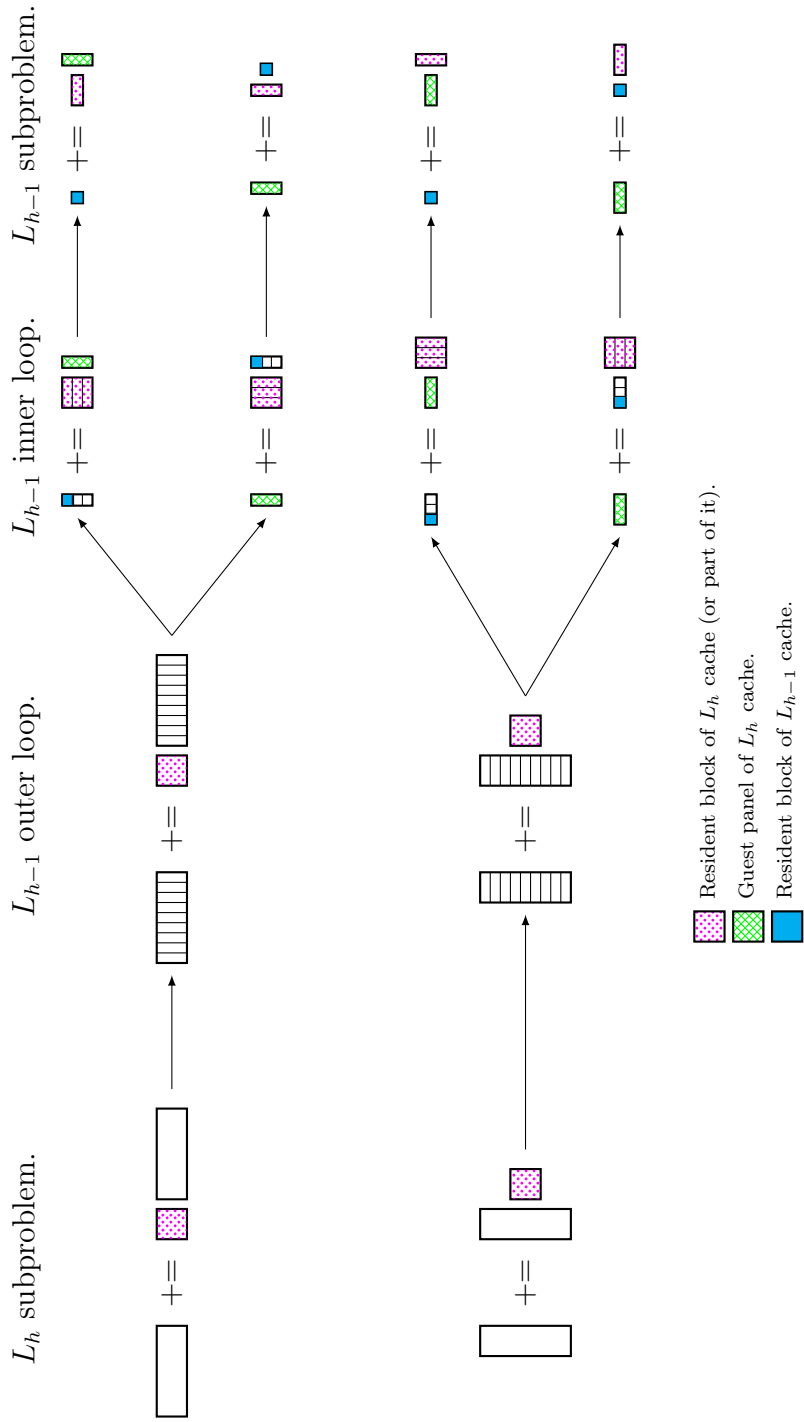 $L_h$ subproblem.
$L_{h-1}$ outer loop.
$L_{h-1}$ inner loop.
$L_{h-1}$ subproblem.
+=
+=
+=
+=
+=
+=
+=
+=
+=
+=
+=
+=
Resident block of $L_h$ cache (or part of it).
Guest panel of $L_h$ cache.
Resident block of $L_{h-1}$ cache.